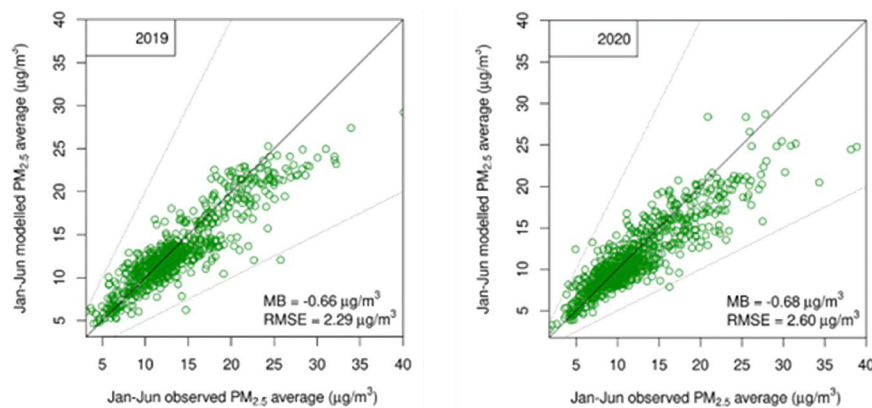 2019
Jan-Jun modelled PM2.5 average (µg/m³)
40
35
30
25
20
15
10
5
MB = -0.66 µg/m³
RMSE = 2.29 µg/m³
5 10 15 20 25 30 35 40
Jan-Jun observed PM2.5 average (µg/m³)
2020
Jan-Jun modelled PM2.5 average (µg/m³)
40
35
30
25
20
15
10
5
MB = -0.68 µg/m³
RMSE = 2.60 µg/m³
5 10 15 20 25 30 35 40
Jan-Jun observed PM2.5 average (µg/m³)